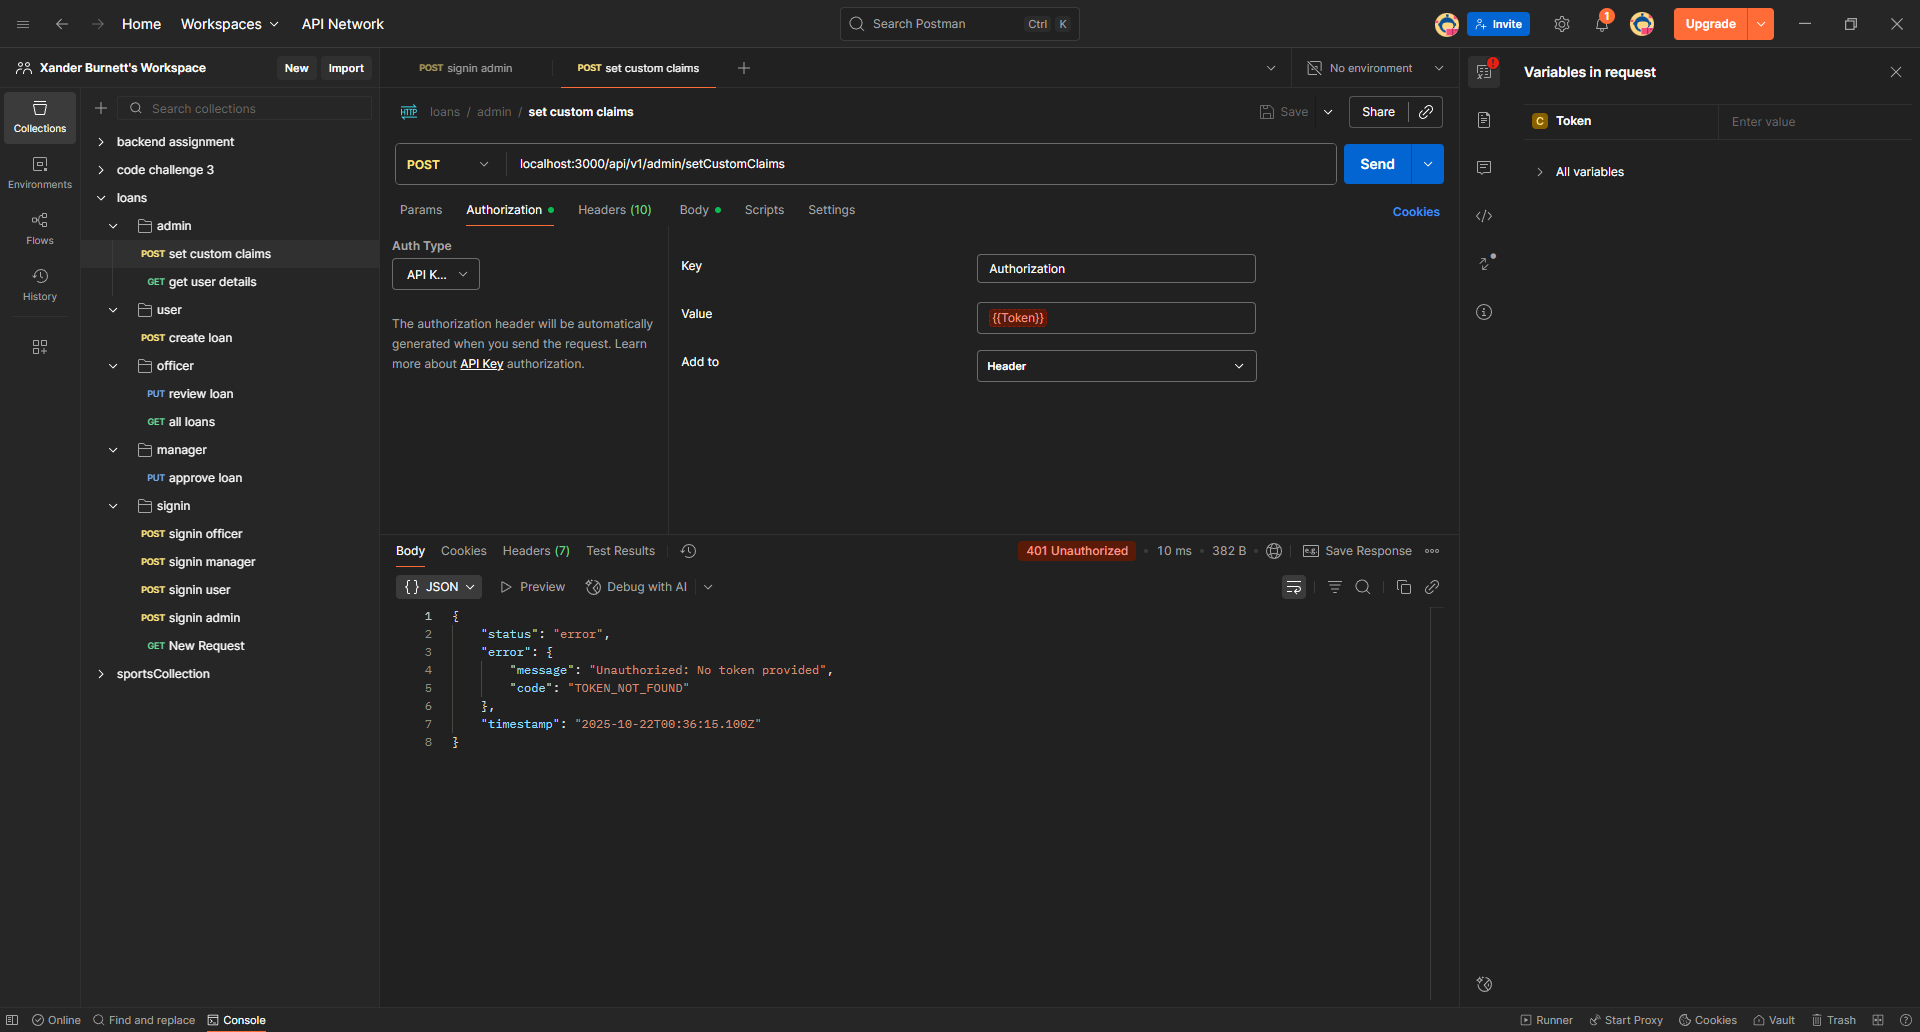 Home Workspaces API Network Search Postman Ctrl K Invite 1 Upgrade
Xander Burnett's Workspace New Import
POST signin admin POST set custom claims No environment
Variables in request
Collections
Environments
Flows
History
Search collections
backend assignment
code challenge 3
loans
admin
POST set custom claims
GET get user details
user
POST create loan
officer
PUT review loan
GET all loans
manager
PUT approve loan
signin
POST signin officer
POST signin manager
POST signin user
POST signin admin
GET New Request
sportsCollection
HTTP loans / admin / set custom claims Save Share
POST localhost:3000/api/v1/admin/setCustomClaims Send
Params Authorization Headers (10) Body Scripts Settings Cookies
Auth Type
API K...
The authorization header will be automatically
generated when you send the request. Learn
more about API Key authorization.
Key Authorization
Value {{Token}}
Add to Header
Body Cookies Headers (7) Test Results 401 Unauthorized 10 ms 382 B e.g. Save Response
{} JSON Preview Debug with AI
1 {
2 "status": "error",
3 "error": {
4 "message": "Unauthorized: No token provided",
5 "code": "TOKEN_NOT_FOUND"
6 },
7 "timestamp": "2025-10-22T00:36:15.100Z"
8 }
C Token Enter value
All variables
Online Find and replace Console Runner Start Proxy Cookies Vault Trash